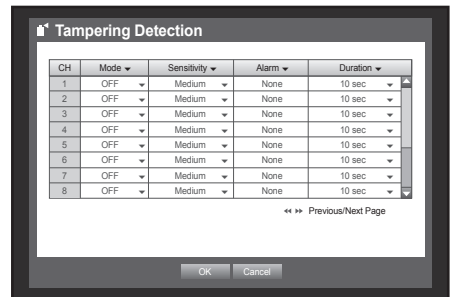 Tampering Detection
CH Mode Sensitivity Alarm Duration
1 OFF Medium None 10 sec
2 OFF Medium None 10 sec
3 OFF Medium None 10 sec
4 OFF Medium None 10 sec
5 OFF Medium None 10 sec
6 OFF Medium None 10 sec
7 OFF Medium None 10 sec
8 OFF Medium None 10 sec
Previous/Next Page
OK Cancel